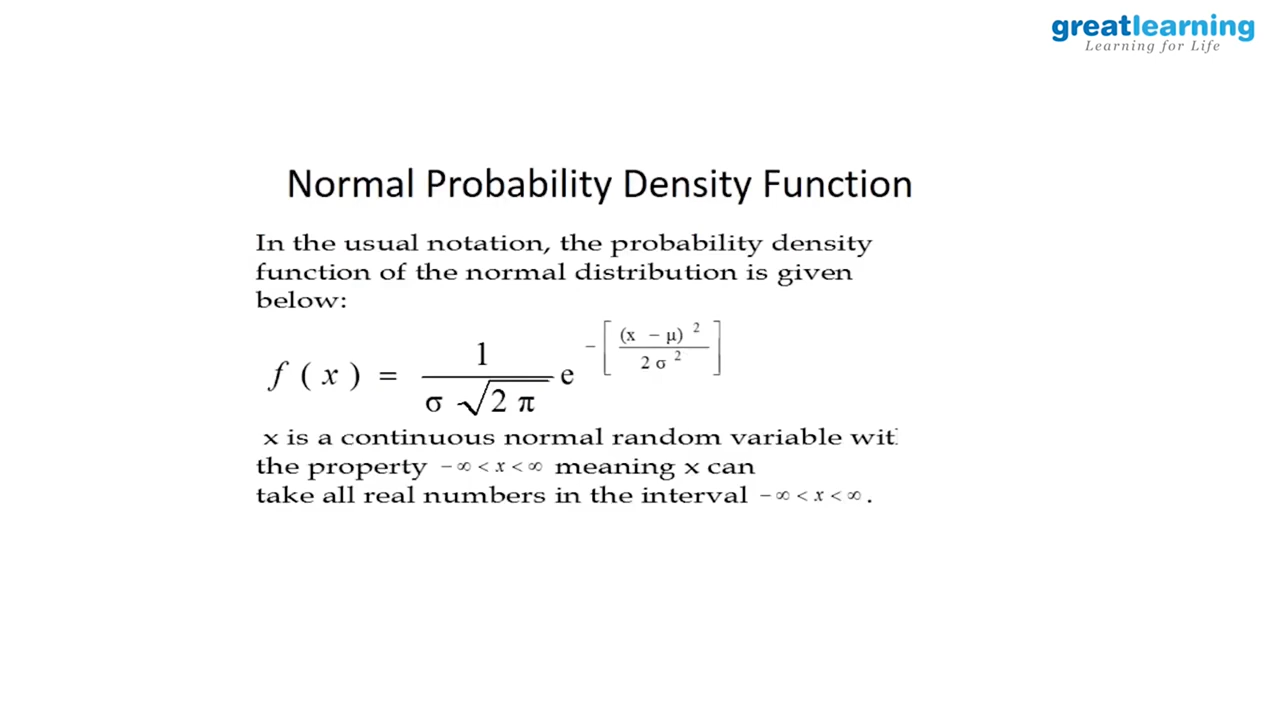 greatlearning
Learning for Life
Normal Probability Density Function
In the usual notation, the probability density
function of the normal distribution is given
below:
f ( x ) = 1 / σ √2 π e − [ (x − μ) ² / 2 σ ² ]
x is a continuous normal random variable wit
the property − ∞ < x < ∞ meaning x can
take all real numbers in the interval − ∞ < x < ∞ .